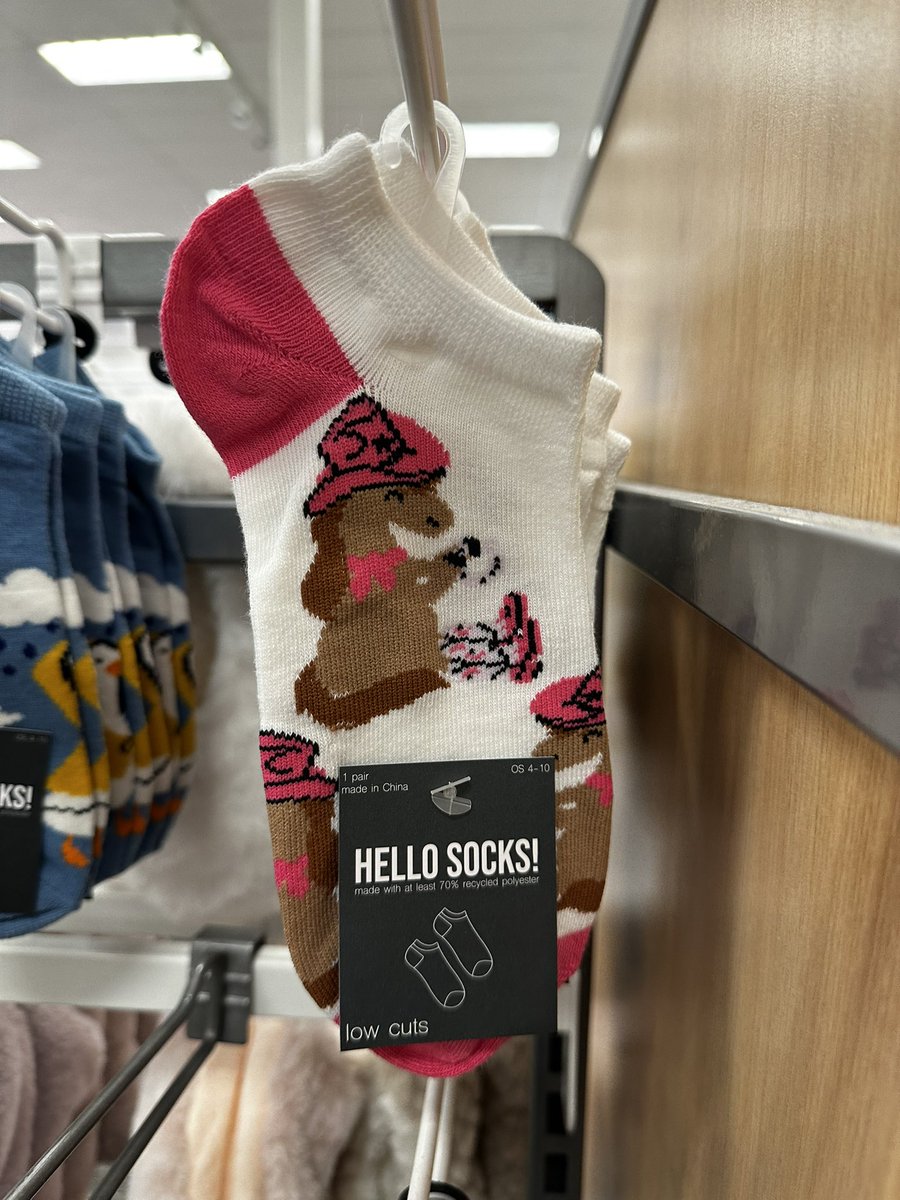 1 pair
made in China
OS 4-10
HELLO SOCKS!
made with at least 70% recycled polyester
low cuts
KS!